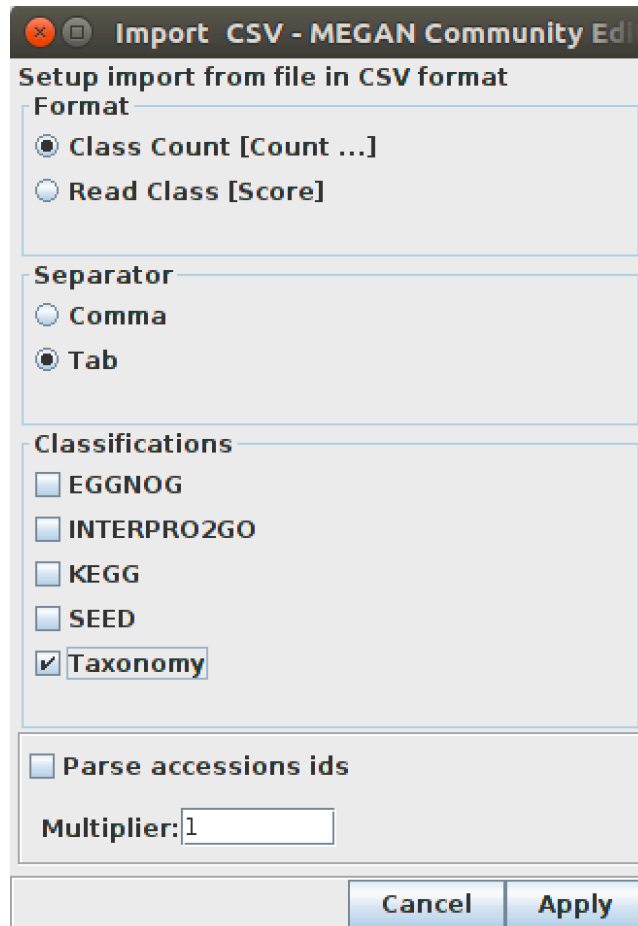 Import CSV - MEGAN Community Edi
Setup import from file in CSV format
Format
Class Count [Count ...]
Read Class [Score]
Separator
Comma
Tab
Classifications
EGGNOG
INTERPRO2GO
KEGG
SEED
Taxonomy
Parse accessions ids
Multiplier: 1
Cancel Apply